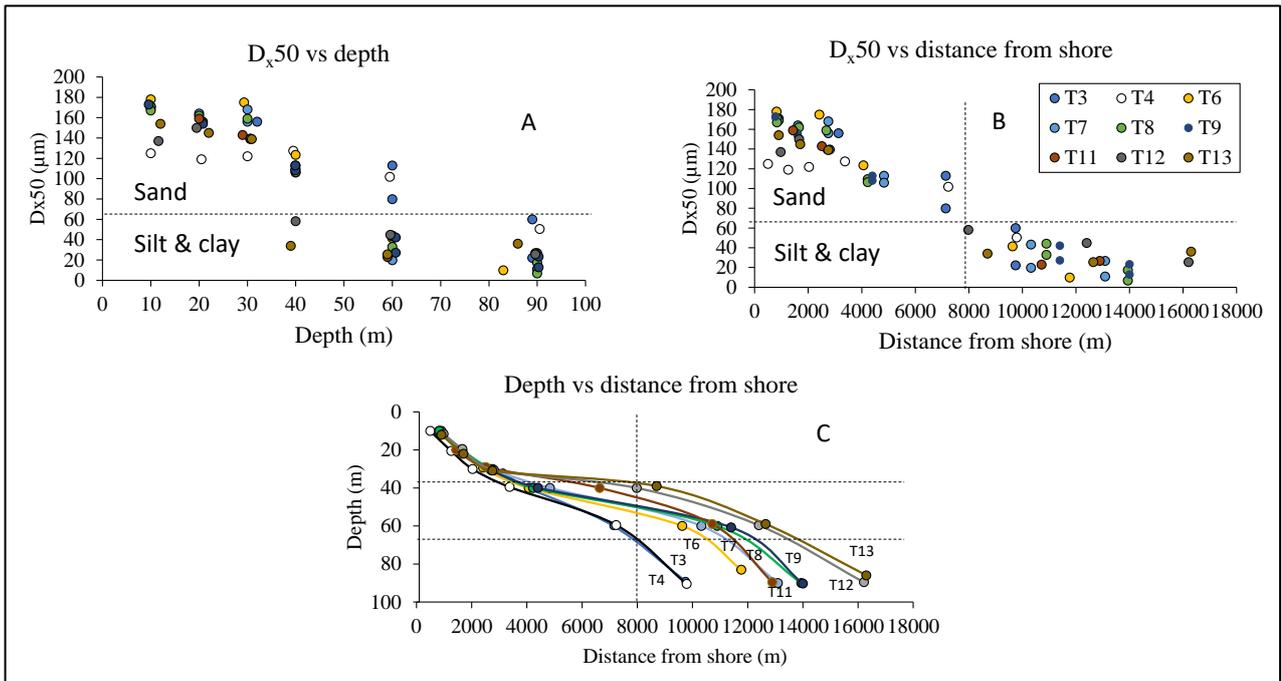 Dx50 vs depth
200
180
160
140
120
100
80
60
40
20
0
Dx50 (µm)
A
Sand
Silt & clay
0 10 20 30 40 50 60 70 80 90 100
Depth (m)
Dx50 vs distance from shore
200
180
160
140
120
100
80
60
40
20
0
Dx50 (µm)
B
T3 T4 T6
T7 T8 T9
T11 T12 T13
Sand
Silt & clay
0 2000 4000 6000 8000 10000 12000 14000 16000 18000
Distance from shore (m)
Depth vs distance from shore
0
20
40
60
80
100
Depth (m)
C
T6 T7 T8 T9 T13
T3
T4 T11 T12
0 2000 4000 6000 8000 10000 12000 14000 16000 18000
Distance from shore (m)